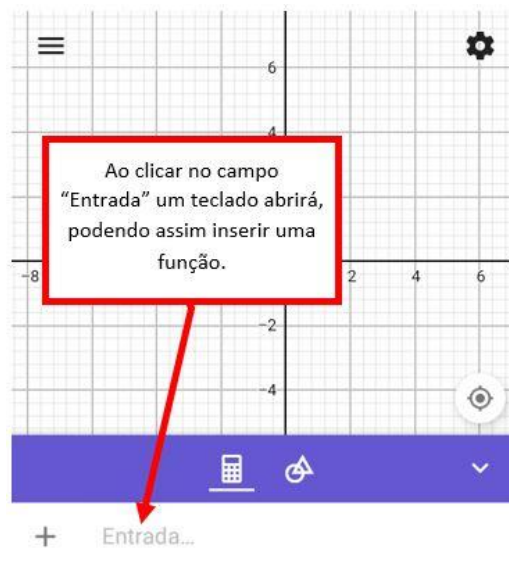 6
4
Ao clicar no campo
“Entrada” um teclado abrirá,
podendo assim inserir uma
função.
-8 2 4 6
-2
-4
+ Entrada...